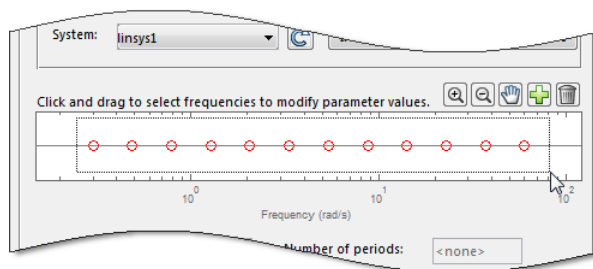 System: linsys1
Click and drag to select frequencies to modify parameter values.
10^0 10^1 10^2
Frequency (rad/s)
Number of periods: <none>